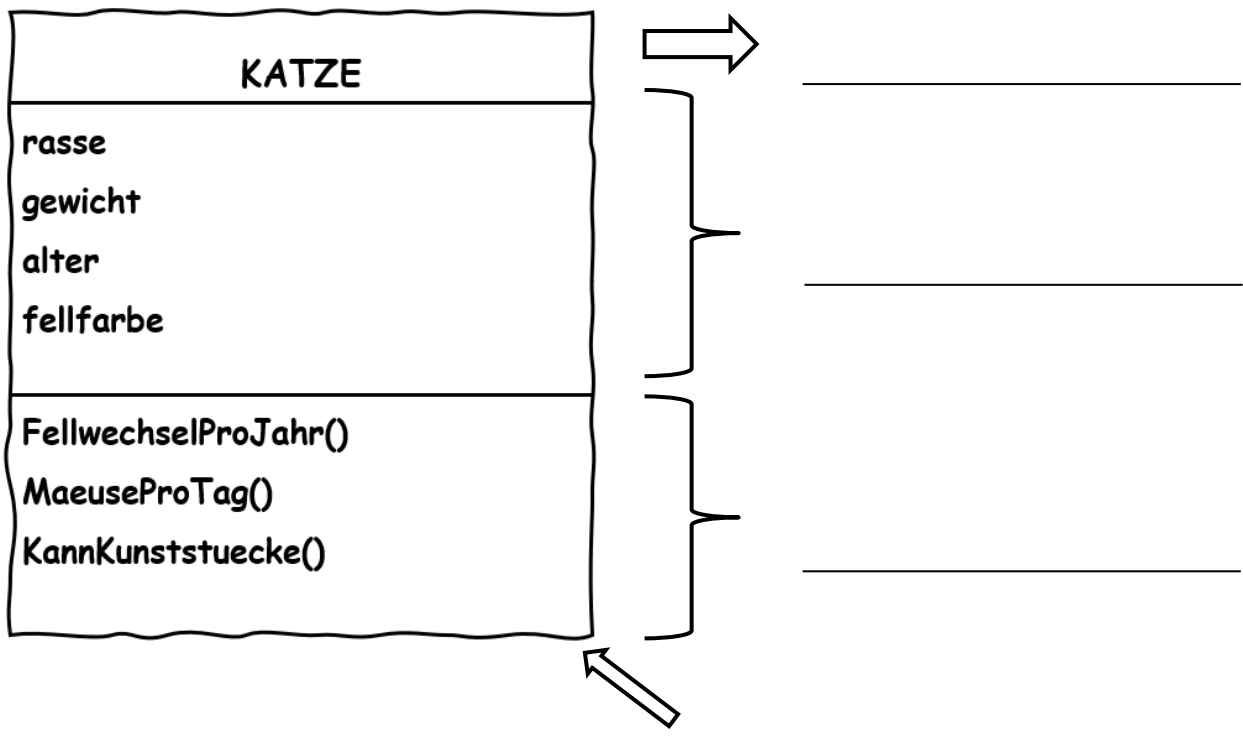 KATZE
rasse
gewicht
alter
fellfarbe
FellwechselProJahr()
MaeuseProTag()
KannKunststuecke()